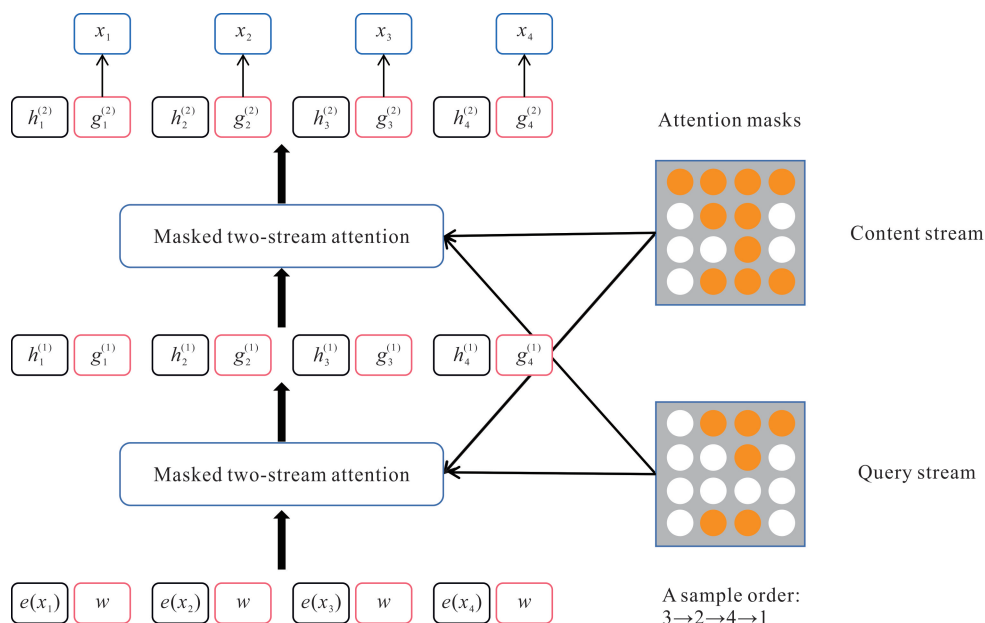 x₁ x₂ x₃ x₄
h₁⁽²⁾ g₁⁽²⁾ h₂⁽²⁾ g₂⁽²⁾ h₃⁽²⁾ g₃⁽²⁾ h₄⁽²⁾ g₄⁽²⁾
Attention masks
Masked two-stream attention
Content stream
h₁⁽¹⁾ g₁⁽¹⁾ h₂⁽¹⁾ g₂⁽¹⁾ h₃⁽¹⁾ g₃⁽¹⁾ h₄⁽¹⁾ g₄⁽¹⁾
Masked two-stream attention
Query stream
e(x₁) w e(x₂) w e(x₃) w e(x₄) w
A sample order:
3→2→4→1